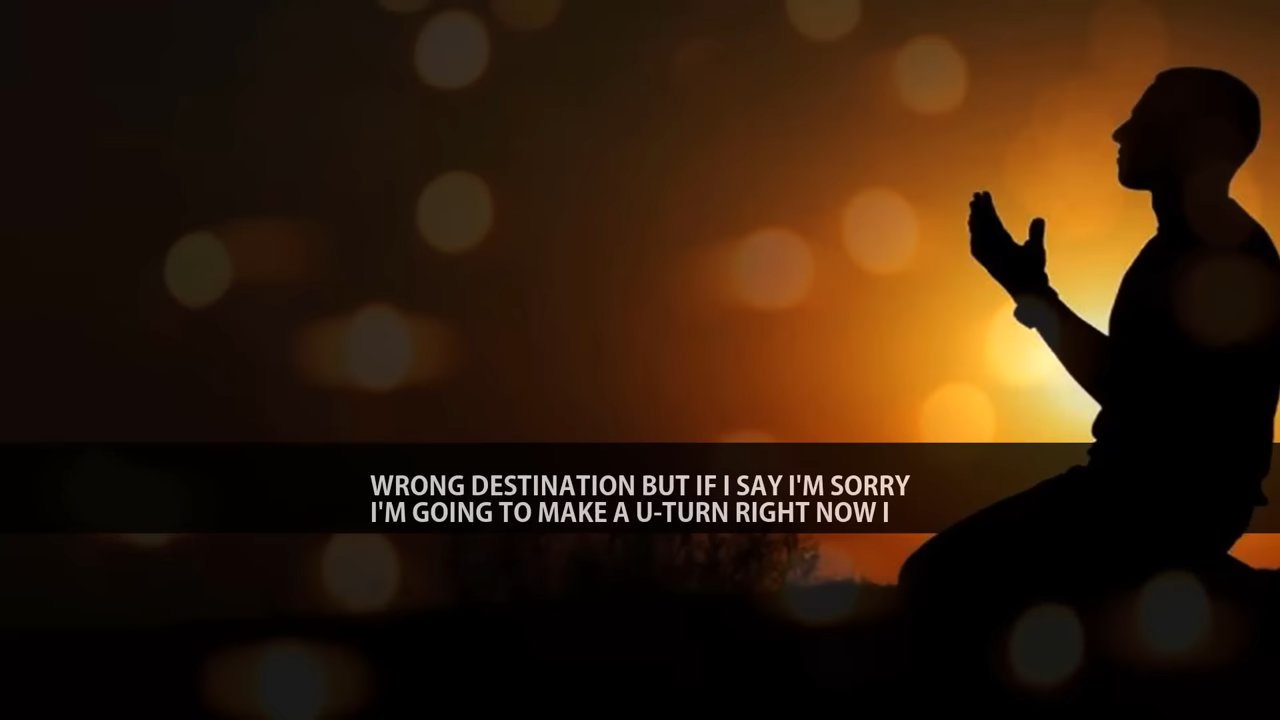 WRONG DESTINATION BUT IF I SAY I'M SORRY
I'M GOING TO MAKE A U-TURN RIGHT NOW I